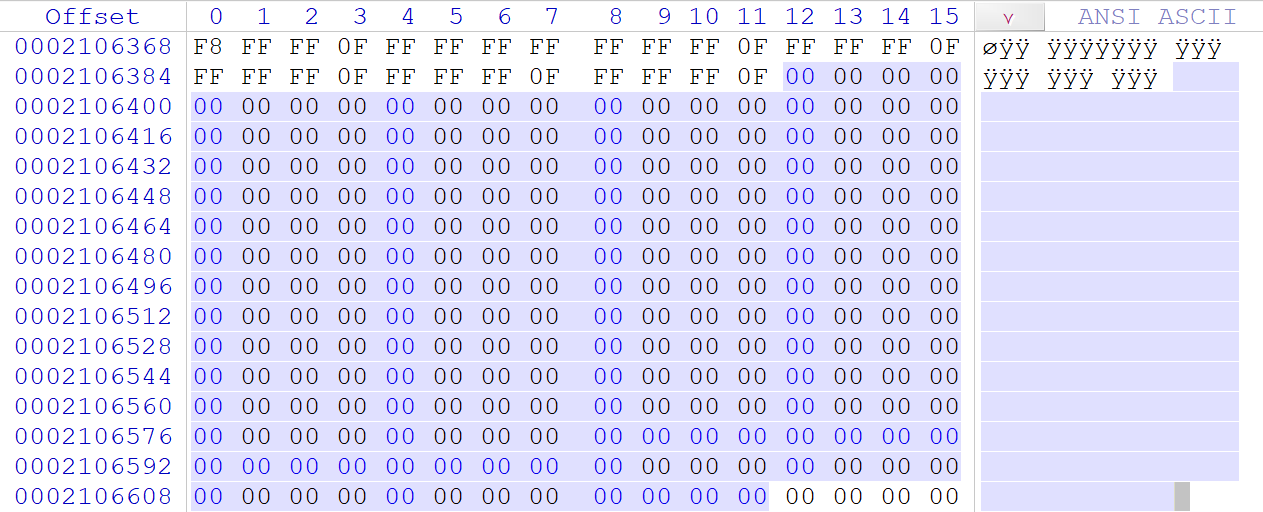 Offset 0 1 2 3 4 5 6 7 8 9 10 11 12 13 14 15 ANSI ASCII
0002106368 F8 FF FF 0F FF FF FF FF FF FF FF 0F FF FF FF 0F øÿÿ ÿÿÿÿÿÿÿ ÿÿÿ
0002106384 FF FF FF 0F FF FF FF 0F FF FF FF 0F 00 00 00 00 ÿÿÿ ÿÿÿ ÿÿÿ
0002106400 00 00 00 00 00 00 00 00 00 00 00 00 00 00 00 00
0002106416 00 00 00 00 00 00 00 00 00 00 00 00 00 00 00 00
0002106432 00 00 00 00 00 00 00 00 00 00 00 00 00 00 00 00
0002106448 00 00 00 00 00 00 00 00 00 00 00 00 00 00 00 00
0002106464 00 00 00 00 00 00 00 00 00 00 00 00 00 00 00 00
0002106480 00 00 00 00 00 00 00 00 00 00 00 00 00 00 00 00
0002106496 00 00 00 00 00 00 00 00 00 00 00 00 00 00 00 00
0002106512 00 00 00 00 00 00 00 00 00 00 00 00 00 00 00 00
0002106528 00 00 00 00 00 00 00 00 00 00 00 00 00 00 00 00
0002106544 00 00 00 00 00 00 00 00 00 00 00 00 00 00 00 00
0002106560 00 00 00 00 00 00 00 00 00 00 00 00 00 00 00 00
0002106576 00 00 00 00 00 00 00 00 00 00 00 00 00 00 00 00
0002106592 00 00 00 00 00 00 00 00 00 00 00 00 00 00 00 00
0002106608 00 00 00 00 00 00 00 00 00 00 00 00 00 00 00 00